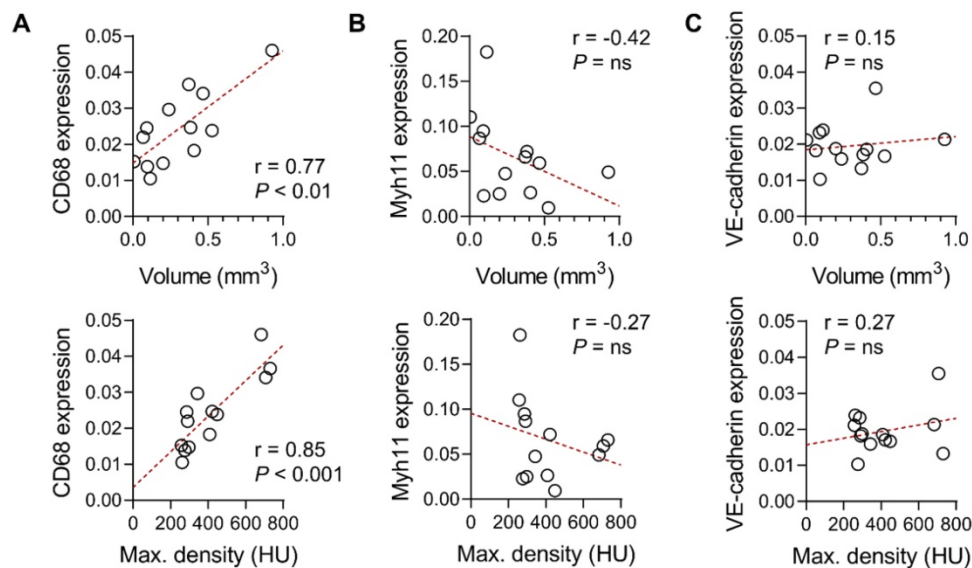 A
CD68 expression
0.05
0.04
0.03
0.02
0.01
0.00
r = 0.77
P < 0.01
0.0 0.5 1.0
Volume (mm³)
B
Myh11 expression
0.20
0.15
0.10
0.05
0.00
r = -0.42
P = ns
0.0 0.5 1.0
Volume (mm³)
C
VE-cadherin expression
0.05
0.04
0.03
0.02
0.01
0.00
r = 0.15
P = ns
0.0 0.5 1.0
Volume (mm³)
CD68 expression
0.05
0.04
0.03
0.02
0.01
0.00
r = 0.85
P < 0.001
0 200 400 600 800
Max. density (HU)
Myh11 expression
0.20
0.15
0.10
0.05
0.00
r = -0.27
P = ns
0 200 400 600 800
Max. density (HU)
VE-cadherin expression
0.05
0.04
0.03
0.02
0.01
0.00
r = 0.27
P = ns
0 200 400 600 800
Max. density (HU)